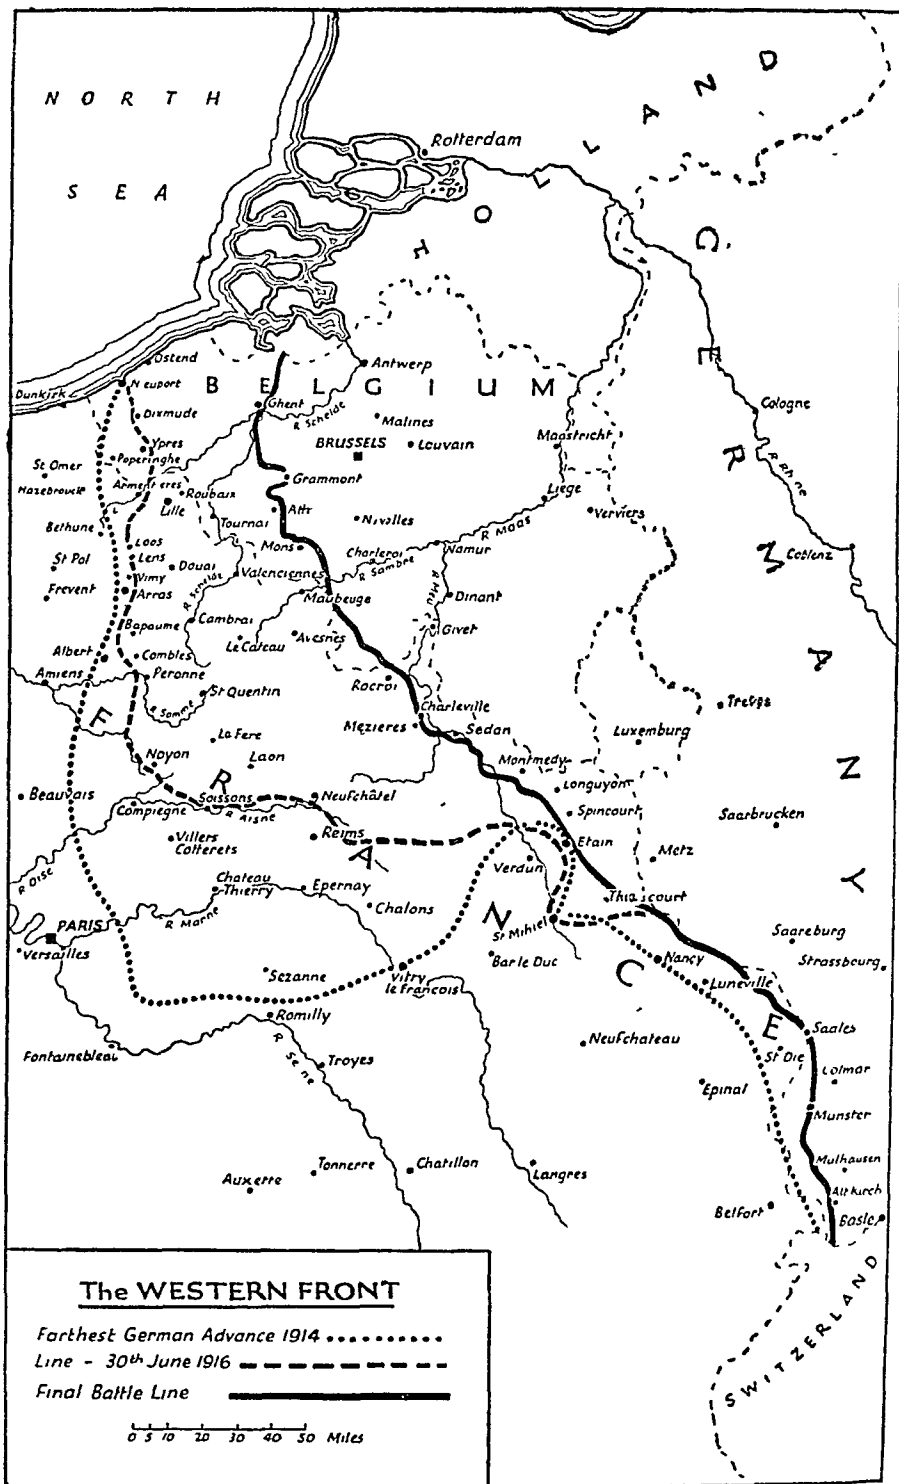 NORTH
SEA
Rotterdam
HOLLAND
GERMANY
Ostend
Nieuport
Dunkirk
BELGIUM
Antwerp
Ghent
R Schelde
Dixmude
Malines
Cologne
BRUSSELS
Louvain
Maastricht
R Rhine
Ypres
Poperinghe
St Omer
Grammont
Hazebrouck
Armentieres
Roubaix
Liege
Lille
Tournai
Ath
Nivelles
R Maas
Verviers
Bethune
Mons
Charleroi
Namur
Coblenz
Loos
Lens
St Pol
Douai
Valenciennes
R Sambre
R Schelde
R Meu
Vimy
Frevent
Arras
Maubeuge
Dinant
Bapaume
Cambrai
Givet
Le Cateau
Avesnes
Albert
Combles
Amiens
Peronne
Rocroi
R Somme
St Quentin
Charleville
Treves
FRANCE
Mezieres
Sedan
Luxemburg
La Fere
Noyon
Laon
Montmedy
Beauvais
Soissons
Neufchâtel
Longuyon
Compiegne
R Aisne
Spincourt
Saarbrucken
Villers
Cotterets
Reims
Etain
Verdun
Metz
R Oise
Chateau
Thierry
Epernay
Thiaucourt
R Marne
Chalons
PARIS
St Mihiel
Saareburg
Versailles
Bar le Duc
Nancy
Strassbourg
Sezanne
Vitry
le Francois
Luneville
Romilly
Saales
Fontainebleau
R Seine
Neufchateau
St Die
Troyes
Colmar
Epinal
Munster
Tonnerre
Chatillon
Langres
Mulhausen
Auxerre
Altkirch
Belfort
Basle
SWITZERLAND
The WESTERN FRONT
Farthest German Advance 1914
Line - 30th June 1916
Final Battle Line
0 5 10 20 30 40 50 Miles